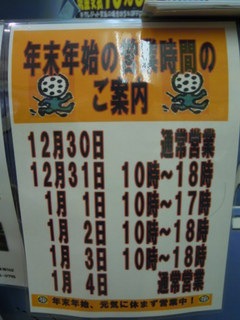 年末年始の営業時間の
ご案内
12月30日 通常営業
12月31日 10時~18時
1月 1日 10時~17時
1月 2日 10時~18時
1月 3日 10時~18時
1月 4日 通常営業
年末年始、元気に休まず営業中!